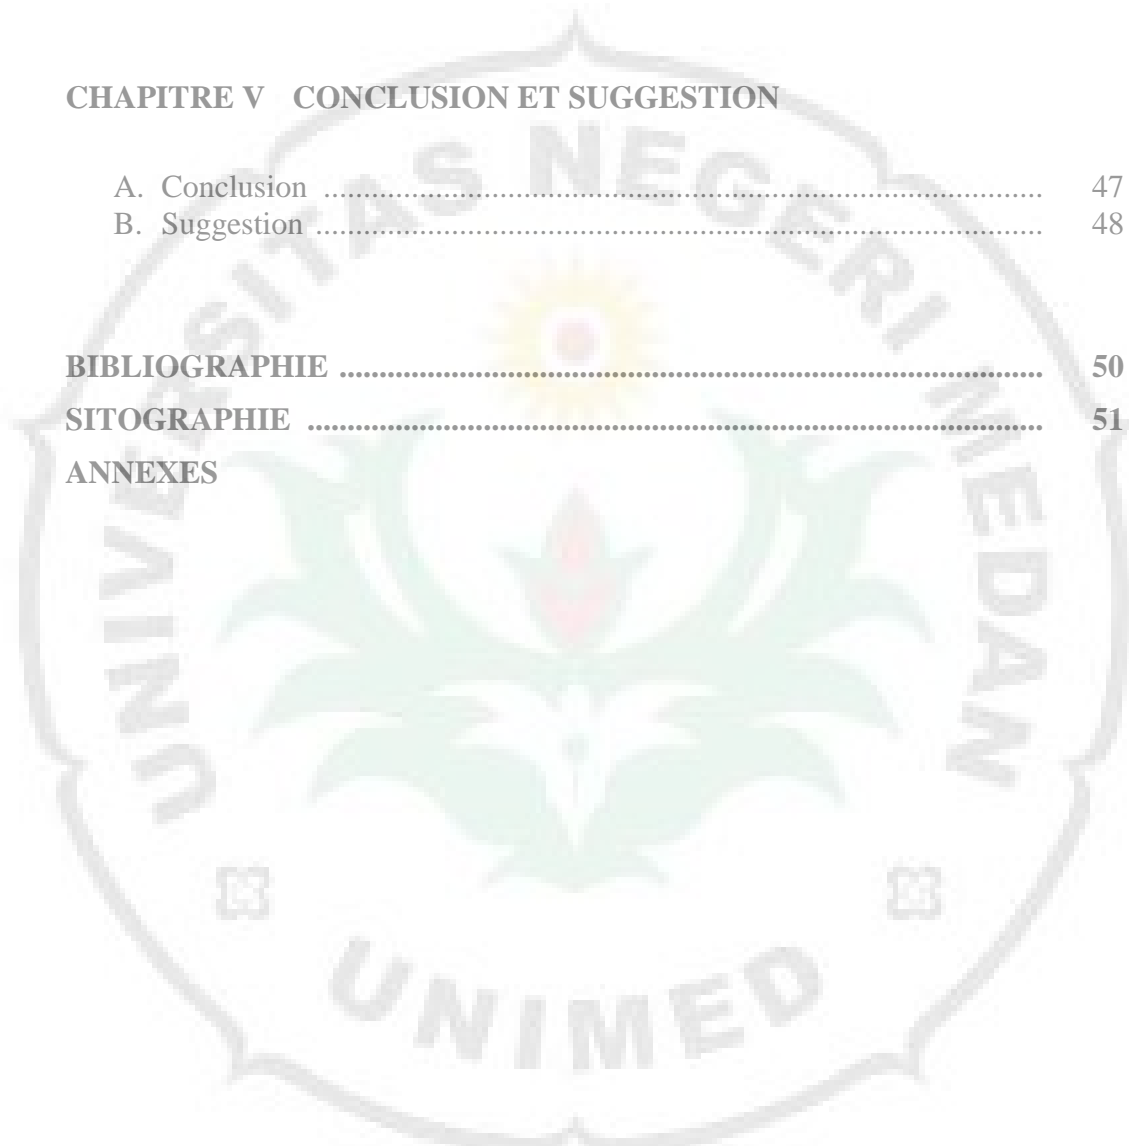 CHAPITRE V CONCLUSION ET SUGGESTION
A. Conclusion .......................................................................................... 47
B. Suggestion ........................................................................................... 48
BIBLIOGRAPHIE ........................................................................................ 50
SITOGRAPHIE ............................................................................................ 51
ANNEXES
UNIVERSITAS NEGERI MEDAN
UNIMED